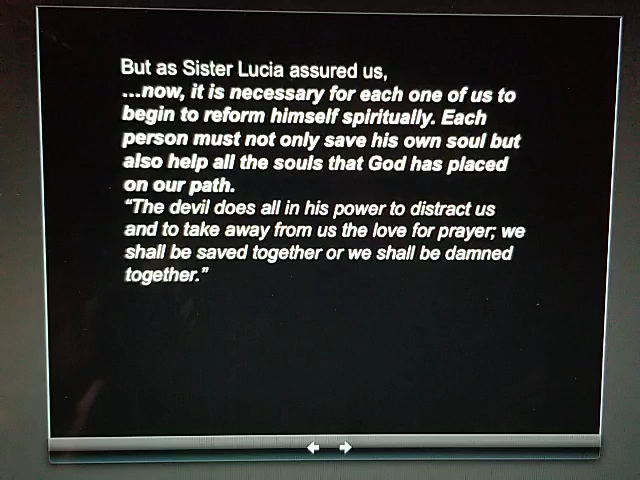 But as Sister Lucia assured us,
...now, it is necessary for each one of us to
begin to reform himself spiritually. Each
person must not only save his own soul but
also help all the souls that God has placed
on our path.
“The devil does all in his power to distract us
and to take away from us the love for prayer; we
shall be saved together or we shall be damned
together.”